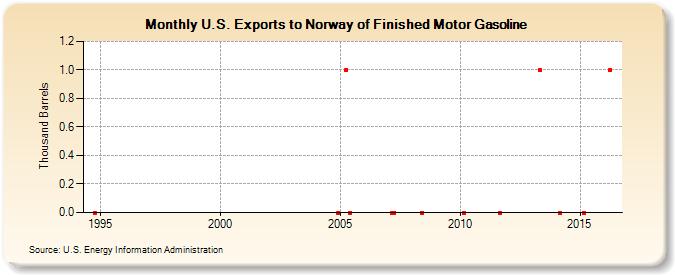 Monthly U.S. Exports to Norway of Finished Motor Gasoline
Thousand Barrels
1.2
1.0
0.8
0.6
0.4
0.2
0.0
1995 2000 2005 2010 2015
Source: U.S. Energy Information Administration